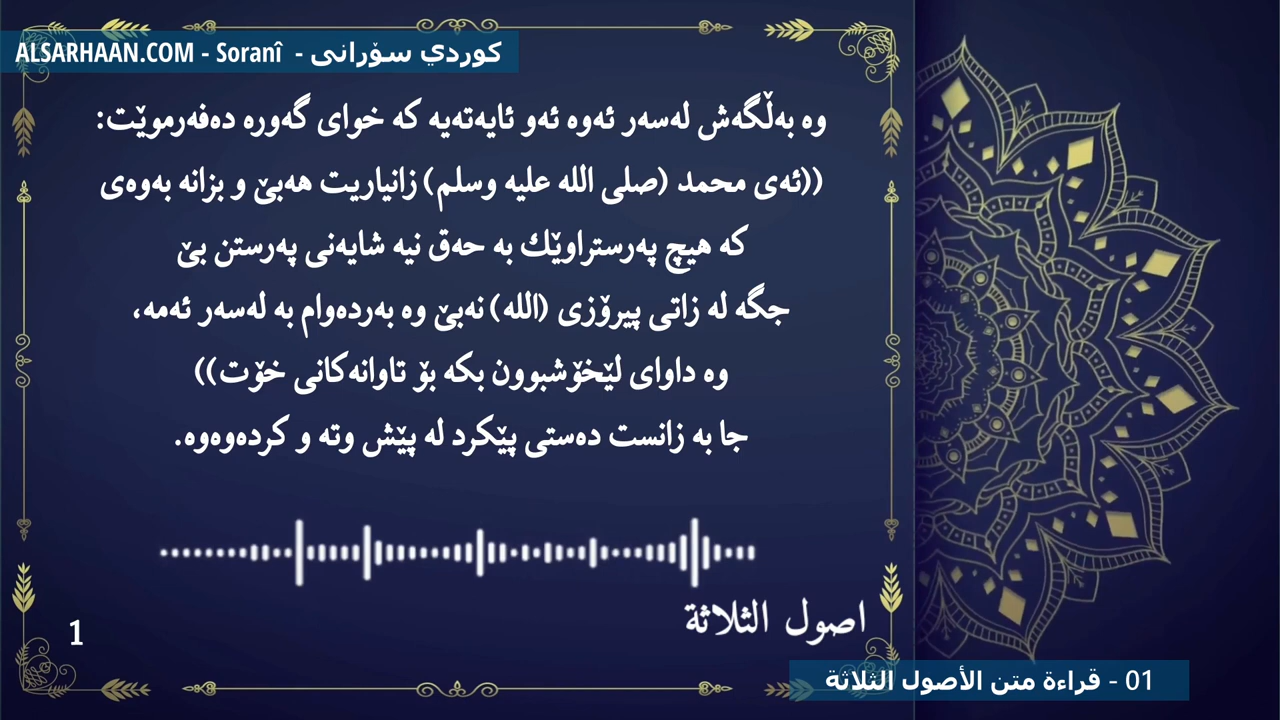 ALSARHAAN.COM - Soranî - كوردي سۆرانی
وە بەڵگەش لەسەر ئەوە ئەو ئایەتەیە کە خوای گەورە دەفەرموێت:
((ئەی محمد (صلى الله عليه وسلم) زانیاریت هەبێ و بزانە بەوەی
کە هیچ پەرستراوێك بە حەق نیە شایەنی پەرستن بێ
جگە لە زاتی پیرۆزی (الله) نەبێ وە بەردەوام بە لەسەر ئەمە،
وە داوای لێخۆشبوون بکە بۆ تاوانەکانی خۆت))
جا بە زانست دەستی پێکرد لە پێش وتە و کردەوەوە.
اصول الثلاثة
1
01 - قراءة متن الأصول الثلاثة